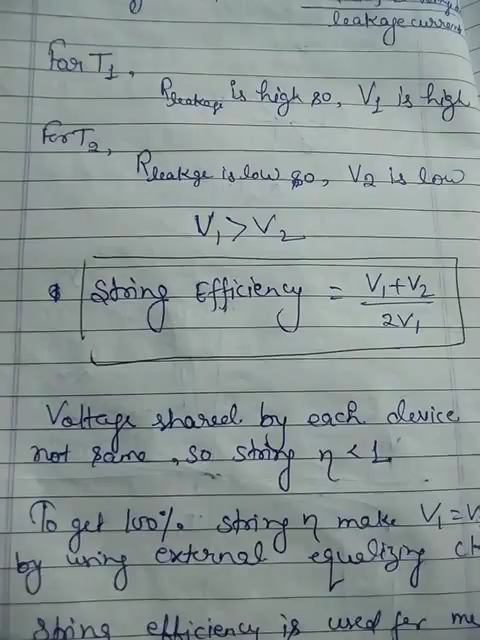 leakage current
For T1,
Rleakage is high so, V1 is high
For T2,
Rleakge is low so, V2 is low
V1 > V2
String Efficiency = V1+V2
2V1
Voltage shared by each device
not same, so string η < 1
To get 100% string η make V1 =
by using external equalizing
string efficiency is used for